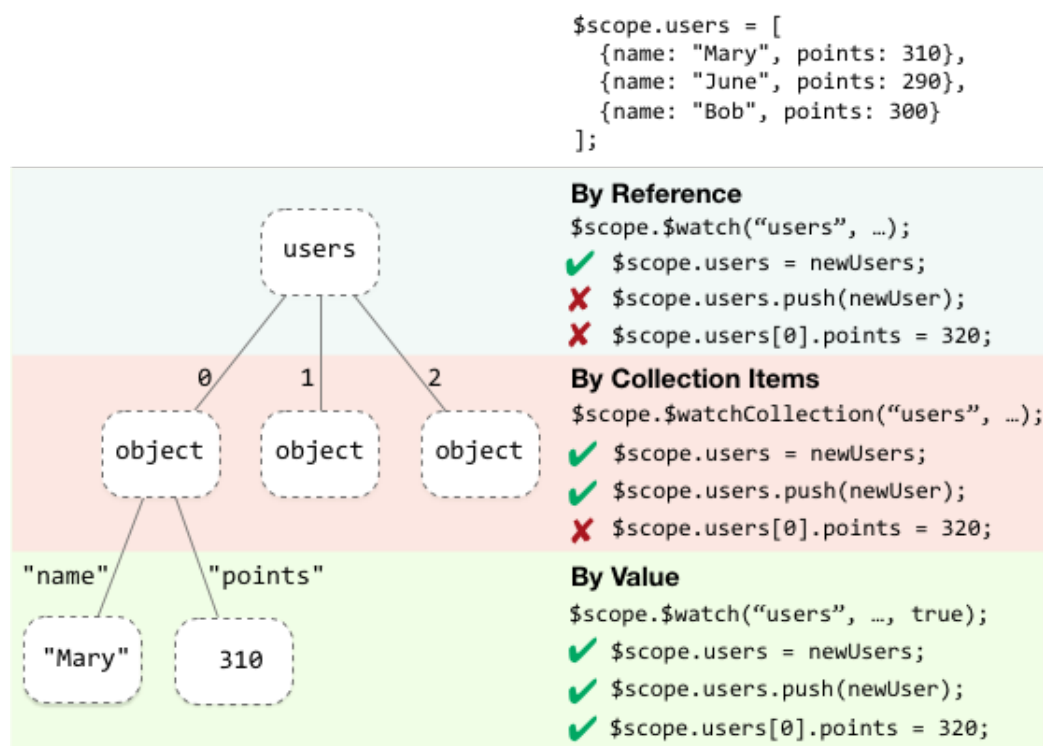 $scope.users = [
  {name: "Mary", points: 310},
  {name: "June", points: 290},
  {name: "Bob", points: 300}
];
By Reference
$scope.$watch(“users”, …);
users
✔ $scope.users = newUsers;
✘ $scope.users.push(newUser);
✘ $scope.users[0].points = 320;
0 1 2
By Collection Items
$scope.$watchCollection(“users”, …);
object object object
✔ $scope.users = newUsers;
✔ $scope.users.push(newUser);
✘ $scope.users[0].points = 320;
"name" "points"
By Value
$scope.$watch(“users”, …, true);
"Mary" 310
✔ $scope.users = newUsers;
✔ $scope.users.push(newUser);
✔ $scope.users[0].points = 320;